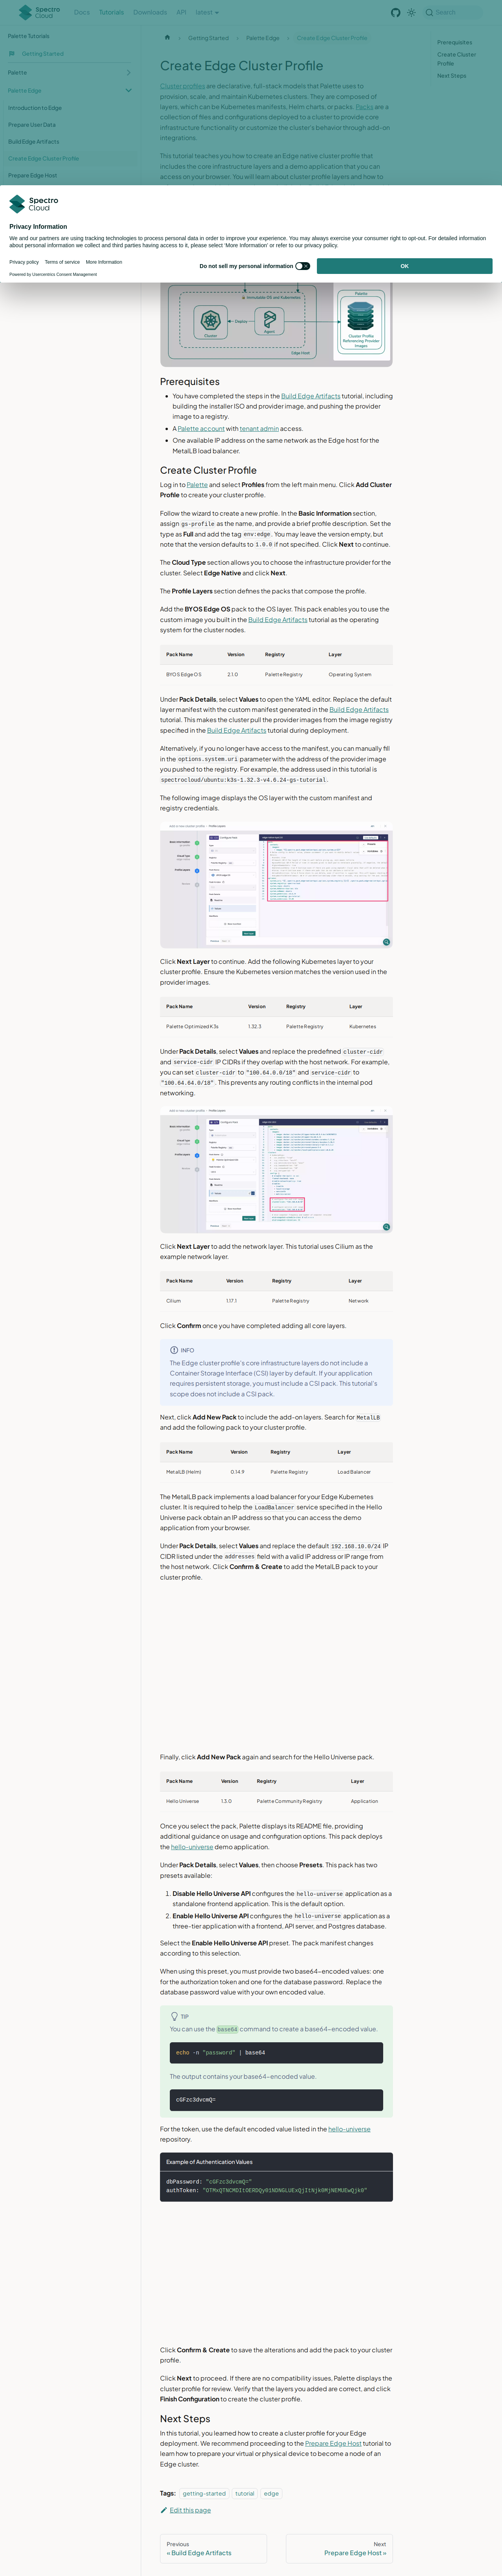 Spectro Cloud
Docs
Tutorials
Downloads
API
latest
Search
Palette Tutorials
Getting Started
Palette
Palette Edge
Introduction to Edge
Prepare User Data
Build Edge Artifacts
Create Edge Cluster Profile
Prepare Edge Host
Getting Started
Palette Edge
Create Edge Cluster Profile
Prerequisites
Create Cluster Profile
Next Steps
Create Edge Cluster Profile
Cluster profiles are declarative, full-stack models that Palette uses to
provision, scale, and maintain Kubernetes clusters. They are composed of
layers, which can be Kubernetes manifests, Helm charts, or packs. Packs are a
collection of files and configurations deployed to a cluster to provide core
infrastructure functionality or customize the cluster's behavior through add-on
integrations.
This tutorial teaches you how to create an Edge native cluster profile that
includes the core infrastructure layers and a demo application that you can
access on your browser. You will learn about cluster profile layers and how to
Spectro Cloud
Privacy Information
We and our partners are using tracking technologies to process personal data in order to improve your experience. You may always exercise your consumer right to opt-out. For detailed information
about personal information we collect and third parties having access to it, please select 'More Information' or refer to our privacy policy.
Privacy policy
Terms of service
More Information
Powered by Usercentrics Consent Management
Do not sell my personal information
OK
Immutable OS and Kubernetes
Palette
Cluster
Deploy
Agent
Edge Host
Cluster Profile
Referencing Provider
Images
Prerequisites
You have completed the steps in the Build Edge Artifacts tutorial, including
building the installer ISO and provider image, and pushing the provider
image to a registry.
A Palette account with tenant admin access.
One available IP address on the same network as the Edge host for the
MetalLB load balancer.
Create Cluster Profile
Log in to Palette and select Profiles from the left main menu. Click Add Cluster
Profile to create your cluster profile.
Follow the wizard to create a new profile. In the Basic Information section,
assign gs-profile as the name, and provide a brief profile description. Set the
type as Full and add the tag env:edge. You may leave the version empty, but
note that the version defaults to 1.0.0 if not specified. Click Next to continue.
The Cloud Type section allows you to choose the infrastructure provider for the
cluster. Select Edge Native and click Next.
The Profile Layers section defines the packs that compose the profile.
Add the BYOS Edge OS pack to the OS layer. This pack enables you to use the
custom image you built in the Build Edge Artifacts tutorial as the operating
system for the cluster nodes.
Pack Name Version Registry Layer
BYOS Edge OS 2.1.0 Palette Registry Operating System
Under Pack Details, select Values to open the YAML editor. Replace the default
layer manifest with the custom manifest generated in the Build Edge Artifacts
tutorial. This makes the cluster pull the provider images from the image registry
specified in the Build Edge Artifacts tutorial during deployment.
Alternatively, if you no longer have access to the manifest, you can manually fill
in the options.system.uri parameter with the address of the provider image
you pushed to the registry. For example, the address used in this tutorial is
spectrocloud/ubuntu:k3s-1.32.3-v4.6.24-gs-tutorial.
The following image displays the OS layer with the custom manifest and
registry credentials.
Click Next Layer to continue. Add the following Kubernetes layer to your
cluster profile. Ensure the Kubernetes version matches the version used in the
provider images.
Pack Name Version Registry Layer
Palette Optimized K3s 1.32.3 Palette Registry Kubernetes
Under Pack Details, select Values and replace the predefined cluster-cidr
and service-cidr IP CIDRs if they overlap with the host network. For example,
you can set cluster-cidr to "100.64.0.0/18" and service-cidr to
"100.64.64.0/18". This prevents any routing conflicts in the internal pod
networking.
Click Next Layer to add the network layer. This tutorial uses Cilium as the
example network layer.
Pack Name Version Registry Layer
Cilium 1.17.1 Palette Registry Network
Click Confirm once you have completed adding all core layers.
INFO
The Edge cluster profile's core infrastructure layers do not include a
Container Storage Interface (CSI) layer by default. If your application
requires persistent storage, you must include a CSI pack. This tutorial's
scope does not include a CSI pack.
Next, click Add New Pack to include the add-on layers. Search for MetalLB
and add the following pack to your cluster profile.
Pack Name Version Registry Layer
MetalLB (Helm) 0.14.9 Palette Registry Load Balancer
The MetalLB pack implements a load balancer for your Edge Kubernetes
cluster. It is required to help the LoadBalancer service specified in the Hello
Universe pack obtain an IP address so that you can access the demo
application from your browser.
Under Pack Details, select Values and replace the default 192.168.10.0/24 IP
CIDR listed under the addresses field with a valid IP address or IP range from
the host network. Click Confirm & Create to add the MetalLB pack to your
cluster profile.
Finally, click Add New Pack again and search for the Hello Universe pack.
Pack Name Version Registry Layer
Hello Universe 1.3.0 Palette Community Registry Application
Once you select the pack, Palette displays its README file, providing
additional guidance on usage and configuration options. This pack deploys
the hello-universe demo application.
Under Pack Details, select Values, then choose Presets. This pack has two
presets available:
1. Disable Hello Universe API configures the hello-universe application as a
standalone frontend application. This is the default option.
2. Enable Hello Universe API configures the hello-universe application as a
three-tier application with a frontend, API server, and Postgres database.
Select the Enable Hello Universe API preset. The pack manifest changes
according to this selection.
When using this preset, you must provide two base64-encoded values: one
for the authorization token and one for the database password. Replace the
database password value with your own encoded value.
TIP
You can use the base64 command to create a base64-encoded value.
echo -n "password" | base64
The output contains your base64-encoded value.
cGFzc3dvcmQ=
For the token, use the default encoded value listed in the hello-universe
repository.
Example of Authentication Values
dbPassword: "cGFzc3dvcmQ="
Click Confirm & Create to save the alterations and add the pack to your cluster
profile.
Click Next to proceed. If there are no compatibility issues, Palette displays the
cluster profile for review. Verify that the layers you added are correct, and click
Finish Configuration to create the cluster profile.
Next Steps
In this tutorial, you learned how to create a cluster profile for your Edge
deployment. We recommend proceeding to the Prepare Edge Host tutorial to
learn how to prepare your virtual or physical device to become a node of an
Edge cluster.
Tags: getting-started tutorial edge
Edit this page
Previous
« Build Edge Artifacts
Next
Prepare Edge Host »